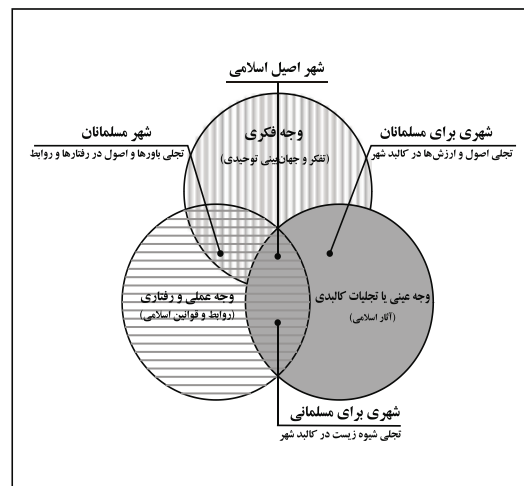 شهر اصیل اسلامی
وجه فکری
(تفکر و جهان‌بینی توحیدی)
شهری برای مسلمانان
تجلی اصول و ارزش‌ها در کالبد شهر
شهر مسلمانان
تجلی باورها و اصول در رفتارها و روابط
وجه عینی یا تجلیات کالبدی
(آثار اسلامی)
وجه عملی و رفتاری
(روابط و قوانین اسلامی)
شهری برای مسلمانی
تجلی شیوه زیست در کالبد شهر